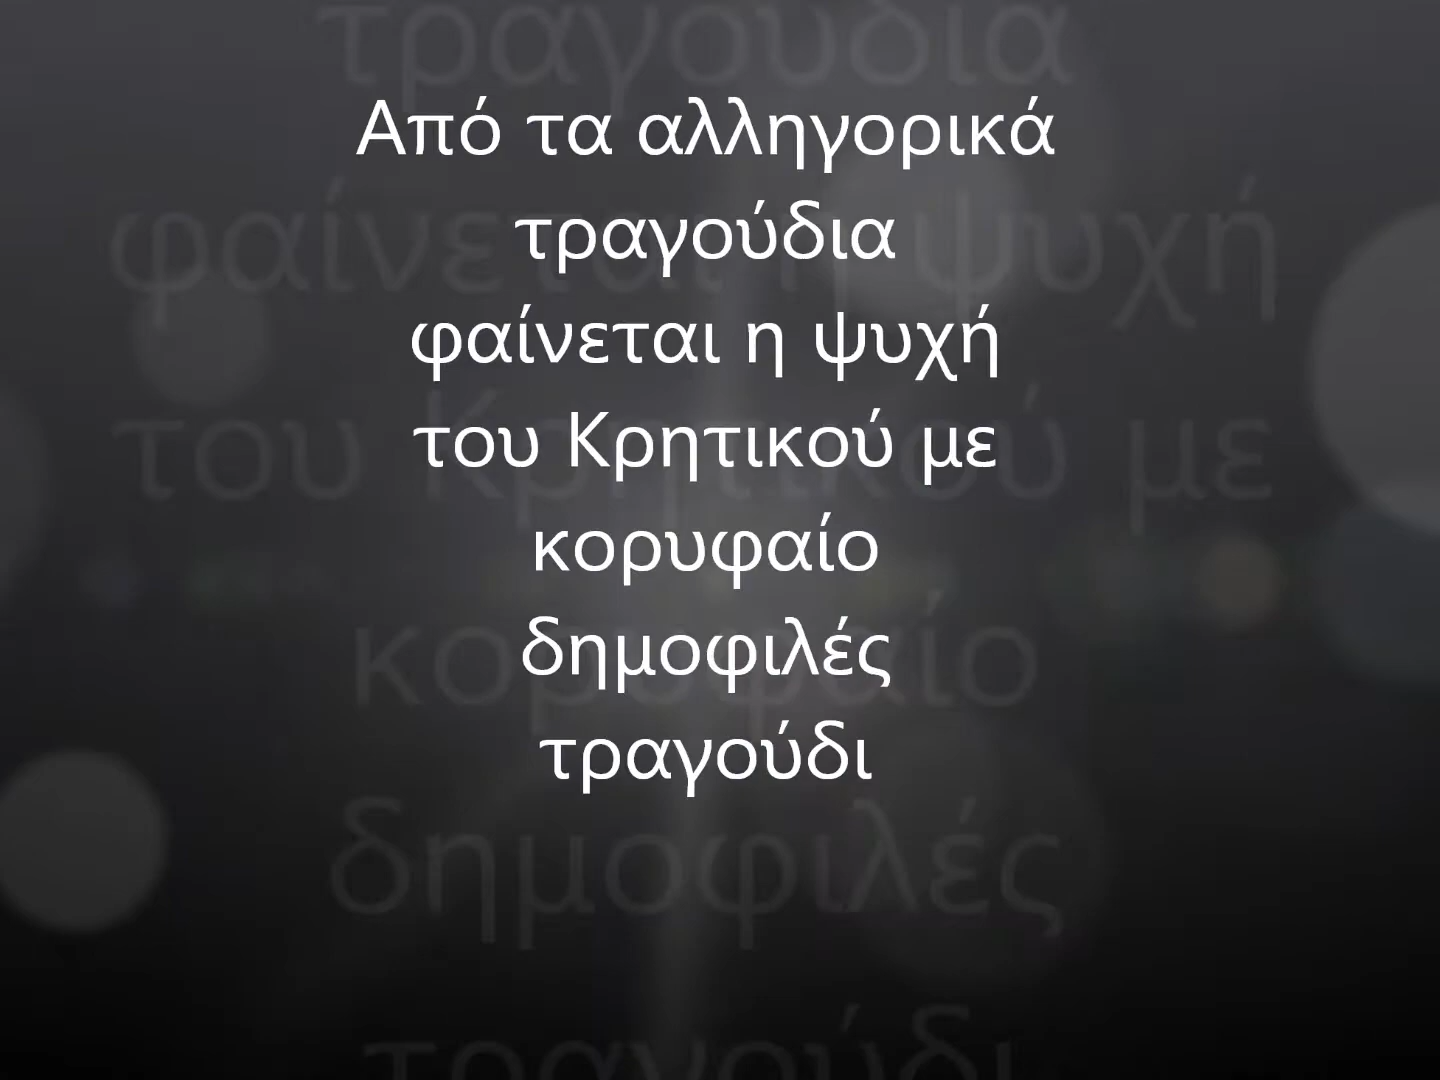 Από τα αλληγορικά
τραγούδια
φαίνεται η ψυχή
του Κρητικού με
κορυφαίο
δημοφιλές
τραγούδι